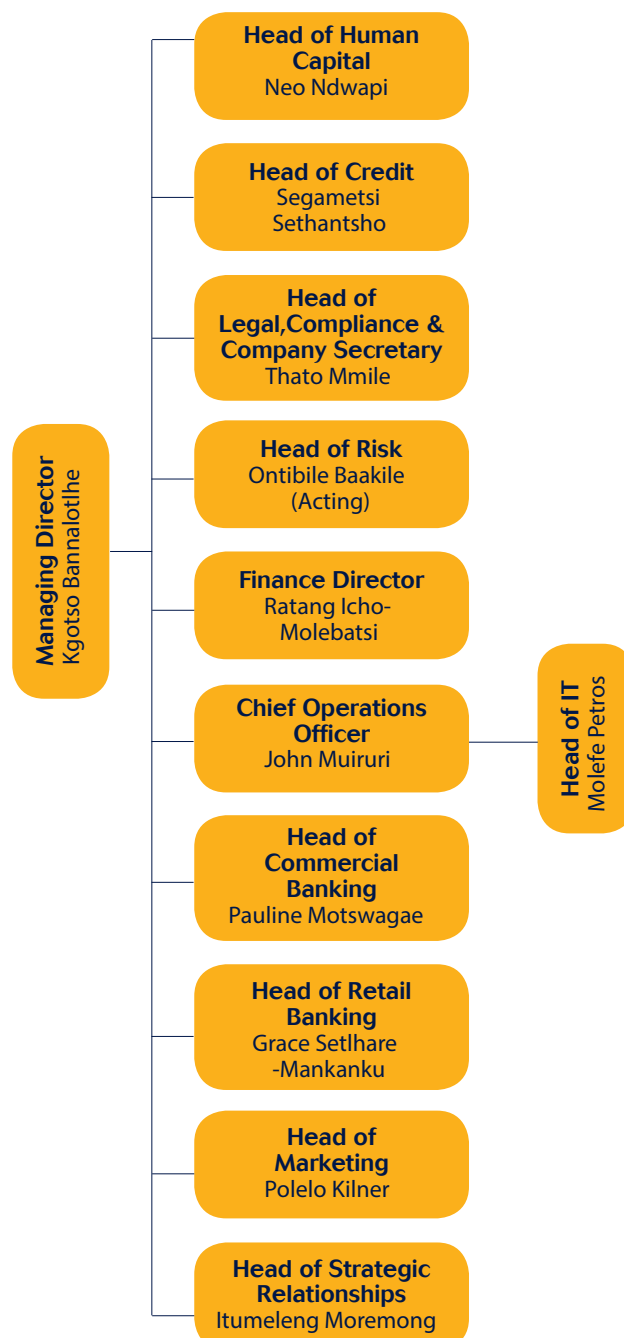 Head of Human
Capital
Neo Ndwapi
Head of Credit
Segametsi
Sethantsho
Head of
Legal,Compliance &
Company Secretary
Thato Mmile
Head of Risk
Ontibile Baakile
(Acting)
Managing Director
Kgotso Bannalotlhe
Finance Director
Ratang Icho-
Molebatsi
Chief Operations
Officer
John Muiruri
Head of IT
Molefe Petros
Head of
Commercial
Banking
Pauline Motswagae
Head of Retail
Banking
Grace Setlhare
-Mankanku
Head of
Marketing
Polelo Kilner
Head of Strategic
Relationships
Itumeleng Moremong